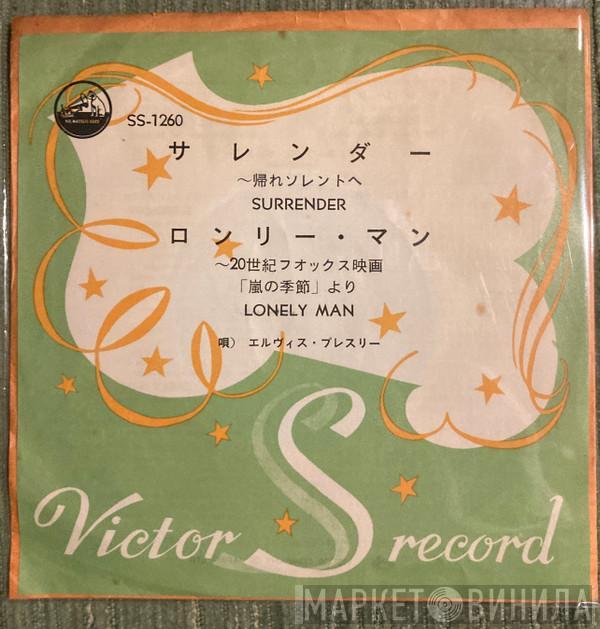 SS-1260
サレンダー
～帰れソレントへ
SURRENDER
ロンリー・マン
～20世紀フオックス映画
「嵐の季節」より
LONELY MAN
唄） エルヴィス・プレスリー
Victor S record
МАРКЕТ ВИНИЛА